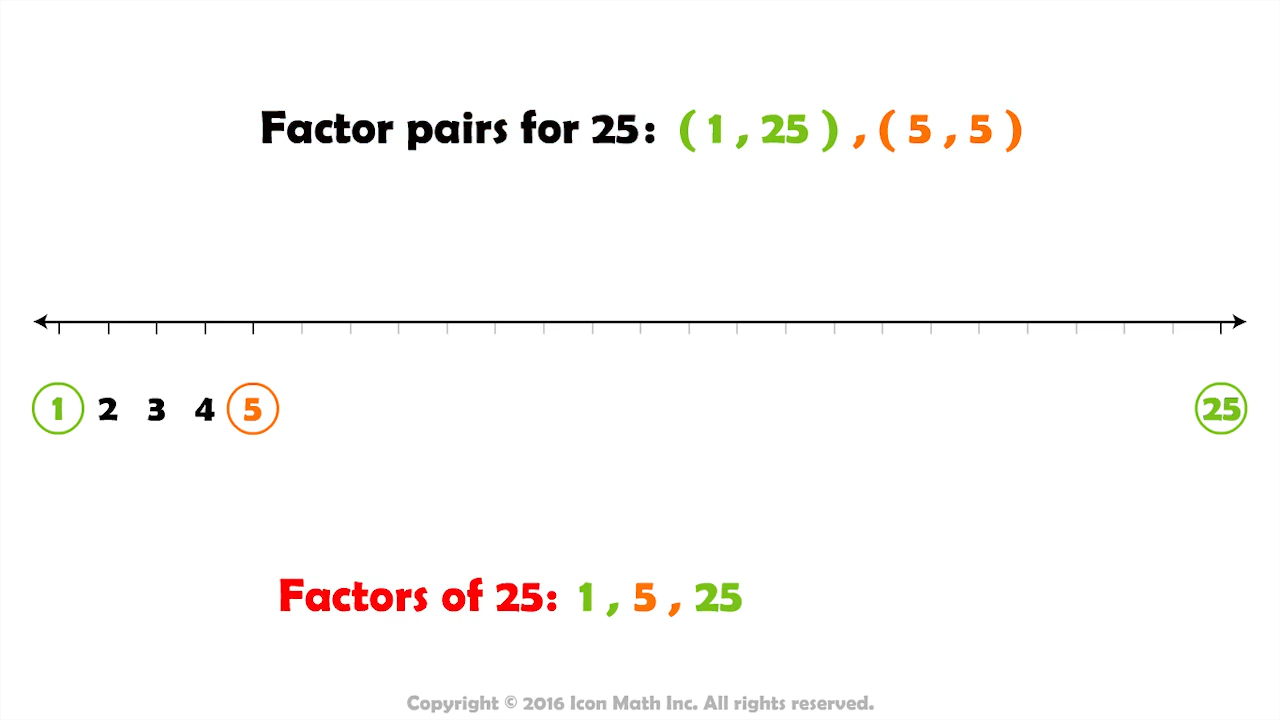 Factor pairs for 25: ( 1 , 25 ) , ( 5 , 5 )
1 2 3 4 5 25
Factors of 25: 1 , 5 , 25
Copyright © 2016 Icon Math Inc. All rights reserved.